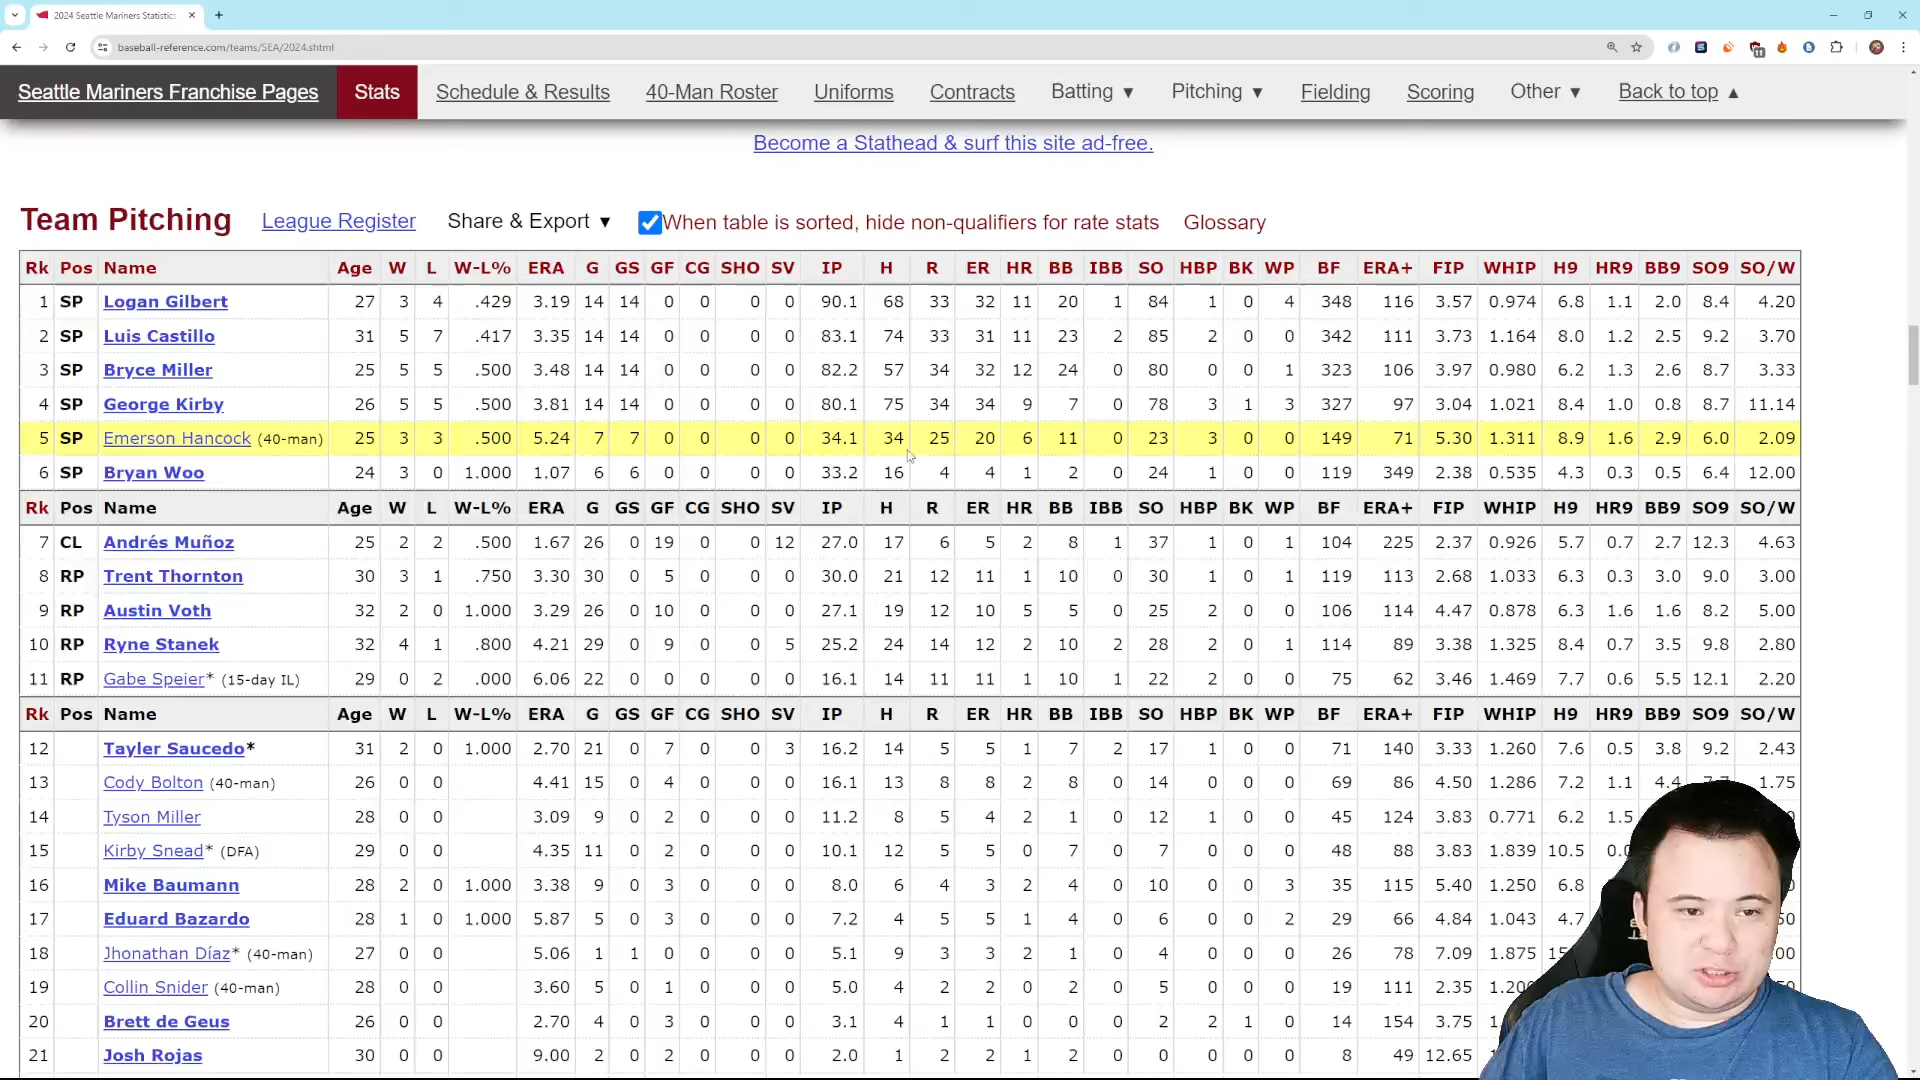 2024 Seattle Mariners Statistics
baseball-reference.com/teams/SEA/2024.shtml
Seattle Mariners Franchise Pages Stats Schedule & Results 40-Man Roster Uniforms Contracts Batting ▼ Pitching ▼ Fielding Scoring Other ▼ Back to top ▲
Become a Stathead & surf this site ad-free.
Team Pitching League Register Share & Export ▼ When table is sorted, hide non-qualifiers for rate stats Glossary
Rk Pos Name Age W L W-L% ERA G GS GF CG SHO SV IP H R ER HR BB IBB SO HBP BK WP BF ERA+ FIP WHIP H9 HR9 BB9 SO9 SO/W
1 SP Logan Gilbert 27 3 4 .429 3.19 14 14 0 0 0 0 90.1 68 33 32 11 20 1 84 1 0 4 348 116 3.57 0.974 6.8 1.1 2.0 8.4 4.20
2 SP Luis Castillo 31 5 7 .417 3.35 14 14 0 0 0 0 83.1 74 33 31 11 23 2 85 2 0 0 342 111 3.73 1.164 8.0 1.2 2.5 9.2 3.70
3 SP Bryce Miller 25 5 5 .500 3.48 14 14 0 0 0 0 82.2 57 34 32 12 24 0 80 0 0 1 323 106 3.97 0.980 6.2 1.3 2.6 8.7 3.33
4 SP George Kirby 26 5 5 .500 3.81 14 14 0 0 0 0 80.1 75 34 34 9 7 0 78 3 1 3 327 97 3.04 1.021 8.4 1.0 0.8 8.7 11.14
5 SP Emerson Hancock (40-man) 25 3 3 .500 5.24 7 7 0 0 0 0 34.1 34 25 20 6 11 0 23 3 0 0 149 71 5.30 1.311 8.9 1.6 2.9 6.0 2.09
6 SP Bryan Woo 24 3 0 1.000 1.07 6 6 0 0 0 0 33.2 16 4 4 1 2 0 24 1 0 0 119 349 2.38 0.535 4.3 0.3 0.5 6.4 12.00
Rk Pos Name Age W L W-L% ERA G GS GF CG SHO SV IP H R ER HR BB IBB SO HBP BK WP BF ERA+ FIP WHIP H9 HR9 BB9 SO9 SO/W
7 CL Andrés Muñoz 25 2 2 .500 1.67 26 0 19 0 0 12 27.0 17 6 5 2 8 1 37 1 0 1 104 225 2.37 0.926 5.7 0.7 2.7 12.3 4.63
8 RP Trent Thornton 30 3 1 .750 3.30 30 0 5 0 0 0 30.0 21 12 11 1 10 0 30 1 0 1 119 113 2.68 1.033 6.3 0.3 3.0 9.0 3.00
9 RP Austin Voth 32 2 0 1.000 3.29 26 0 10 0 0 0 27.1 19 12 10 5 5 0 25 2 0 0 106 114 4.47 0.878 6.3 1.6 1.6 8.2 5.00
10 RP Ryne Stanek 32 4 1 .800 4.21 29 0 9 0 0 5 25.2 24 14 12 2 10 2 28 2 0 1 114 89 3.38 1.325 8.4 0.7 3.5 9.8 2.80
11 RP Gabe Speier* (15-day IL) 29 0 2 .000 6.06 22 0 0 0 0 0 16.1 14 11 11 1 10 1 22 2 0 0 75 62 3.46 1.469 7.7 0.6 5.5 12.1 2.20
Rk Pos Name Age W L W-L% ERA G GS GF CG SHO SV IP H R ER HR BB IBB SO HBP BK WP BF ERA+ FIP WHIP H9 HR9 BB9 SO9 SO/W
12 Tayler Saucedo* 31 2 0 1.000 2.70 21 0 7 0 0 3 16.2 14 5 5 1 7 2 17 1 0 0 71 140 3.33 1.260 7.6 0.5 3.8 9.2 2.43
13 Cody Bolton (40-man) 26 0 0 4.41 15 0 4 0 0 0 16.1 13 8 8 2 8 0 14 0 0 0 69 86 4.50 1.286 7.2 1.1 4.4 7.7 1.75
14 Tyson Miller 28 0 0 3.09 9 0 2 0 0 0 11.2 8 5 4 2 1 0 12 1 0 0 45 124 3.83 0.771 6.2 1.5
15 Kirby Snead* (DFA) 29 0 0 4.35 11 0 2 0 0 0 10.1 12 5 5 0 7 0 7 0 0 0 48 88 3.83 1.839 10.5
16 Mike Baumann 28 2 0 1.000 3.38 9 0 3 0 0 0 8.0 6 4 3 2 4 0 10 0 0 3 35 115 5.40 1.250 6.8
17 Eduard Bazardo 28 1 0 1.000 5.87 5 0 3 0 0 0 7.2 4 5 5 1 4 0 6 0 0 2 29 66 4.84 1.043 4.7
18 Jhonathan Díaz* (40-man) 27 0 0 5.06 1 1 0 0 0 0 5.1 9 3 3 2 1 0 4 0 0 0 26 78 7.09 1.875
19 Collin Snider (40-man) 28 0 0 3.60 5 0 1 0 0 0 5.0 4 2 2 0 2 0 5 0 0 0 19 111 2.35 1.200
20 Brett de Geus 26 0 0 2.70 4 0 3 0 0 0 3.1 4 1 1 0 0 0 2 2 1 0 14 154 3.75
21 Josh Rojas 30 0 0 9.00 2 0 2 0 0 0 2.0 1 2 2 1 2 0 0 0 0 0 8 49 12.65